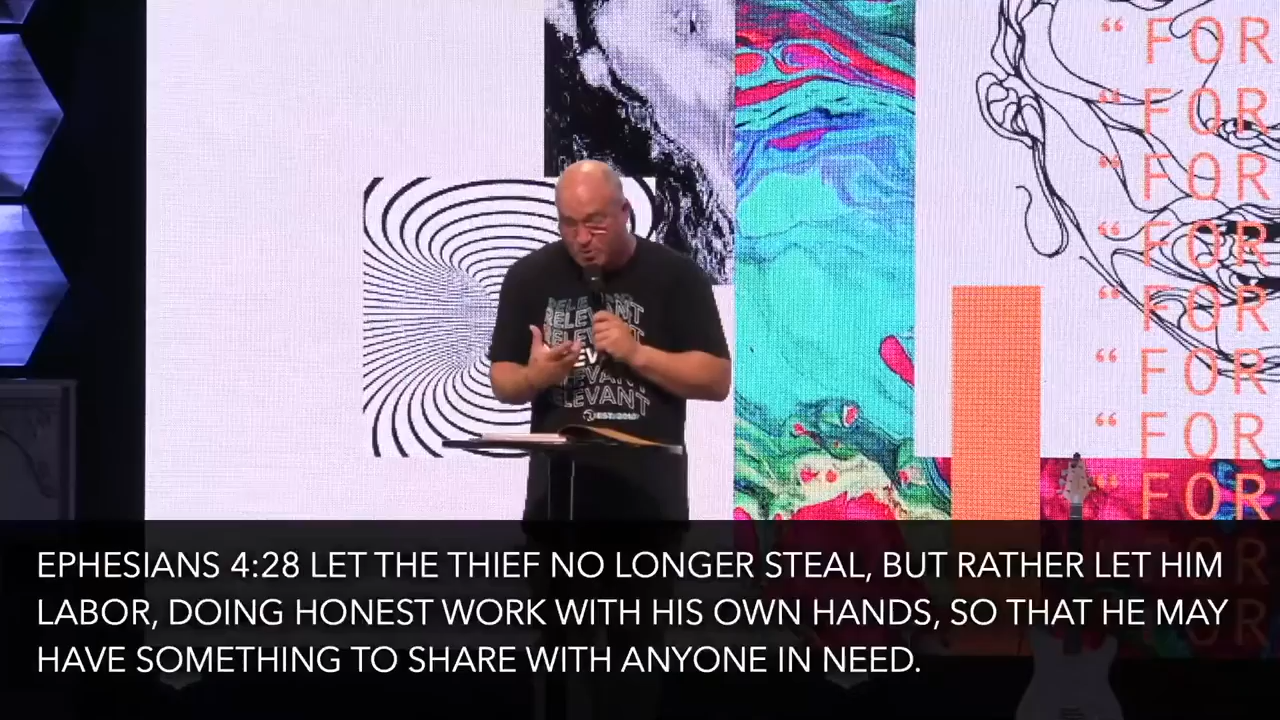 “FOR
“FOR
“FOR
“FOR
“FOR
“FOR
“FOR
“FOR
RELEVANT
RELEVANT
RELEVANT
RELEVANT
RELEVANT
EPHESIANS 4:28 LET THE THIEF NO LONGER STEAL, BUT RATHER LET HIM
LABOR, DOING HONEST WORK WITH HIS OWN HANDS, SO THAT HE MAY
HAVE SOMETHING TO SHARE WITH ANYONE IN NEED.